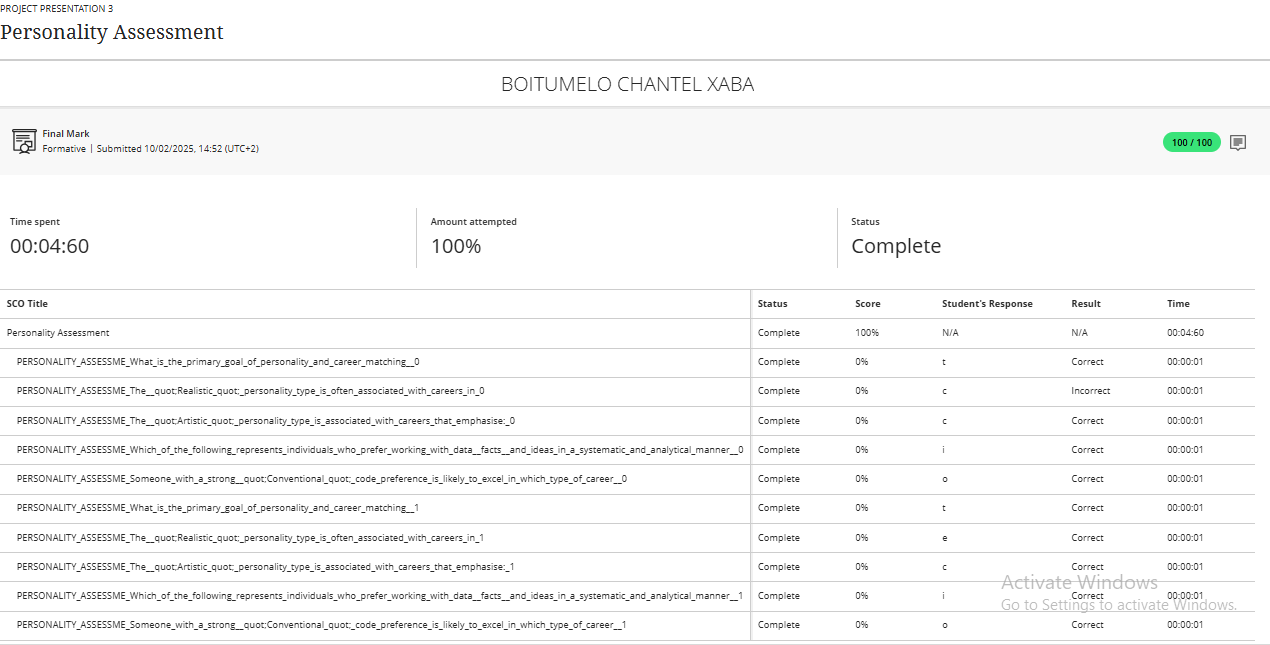 PROJECT PRESENTATION 3
Personality Assessment
BOITUMELO CHANTEL XABA
Final Mark
Formative | Submitted 10/02/2025, 14:52 (UTC+2)
100 / 100
Time spent
00:04:60
Amount attempted
100%
Status
Complete
SCO Title Status Score Student's Response Result Time
Personality Assessment Complete 100% N/A N/A 00:04:60
PERSONALITY_ASSESSME_What_is_the_primary_goal_of_personality_and_career_matching__0 Complete 0% t Correct 00:00:01
PERSONALITY_ASSESSME_The__quot;Realistic_quot;_personality_type_is_often_associated_with_careers_in_0 Complete 0% c Incorrect 00:00:01
PERSONALITY_ASSESSME_The__quot;Artistic_quot;_personality_type_is_associated_with_careers_that_emphasise:_0 Complete 0% c Correct 00:00:01
PERSONALITY_ASSESSME_Which_of_the_following_represents_individuals_who_prefer_working_with_data__facts__and_ideas_in_a_systematic_and_analytical_manner__0 Complete 0% i Correct 00:00:01
PERSONALITY_ASSESSME_Someone_with_a_strong__quot;Conventional_quot;_code_preference_is_likely_to_excel_in_which_type_of_career__0 Complete 0% o Correct 00:00:01
PERSONALITY_ASSESSME_What_is_the_primary_goal_of_personality_and_career_matching__1 Complete 0% t Correct 00:00:01
PERSONALITY_ASSESSME_The__quot;Realistic_quot;_personality_type_is_often_associated_with_careers_in_1 Complete 0% e Correct 00:00:01
PERSONALITY_ASSESSME_The__quot;Artistic_quot;_personality_type_is_associated_with_careers_that_emphasise:_1 Complete 0% c Correct 00:00:01
PERSONALITY_ASSESSME_Which_of_the_following_represents_individuals_who_prefer_working_with_data__facts__and_ideas_in_a_systematic_and_analytical_manner__1 Complete 0% i Correct 00:00:01
PERSONALITY_ASSESSME_Someone_with_a_strong__quot;Conventional_quot;_code_preference_is_likely_to_excel_in_which_type_of_career__1 Complete 0% o Correct 00:00:01
Activate Windows
Go to Settings to activate Windows.